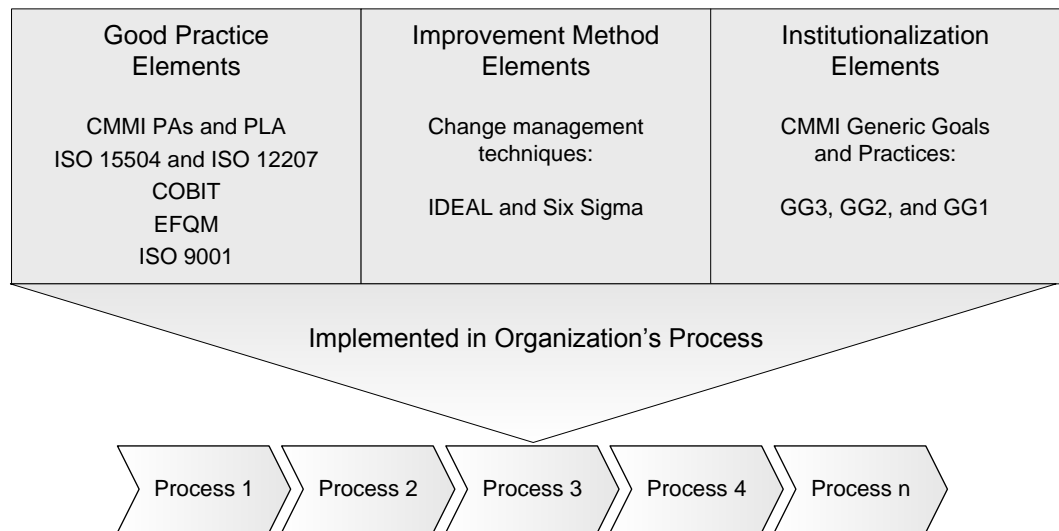 Good Practice
Elements
CMMI PAs and PLA
ISO 15504 and ISO 12207
COBIT
EFQM
ISO 9001
Improvement Method
Elements
Change management
techniques:
IDEAL and Six Sigma
Institutionalization
Elements
CMMI Generic Goals
and Practices:
GG3, GG2, and GG1
Implemented in Organization’s Process
Process 1
Process 2
Process 3
Process 4
Process n